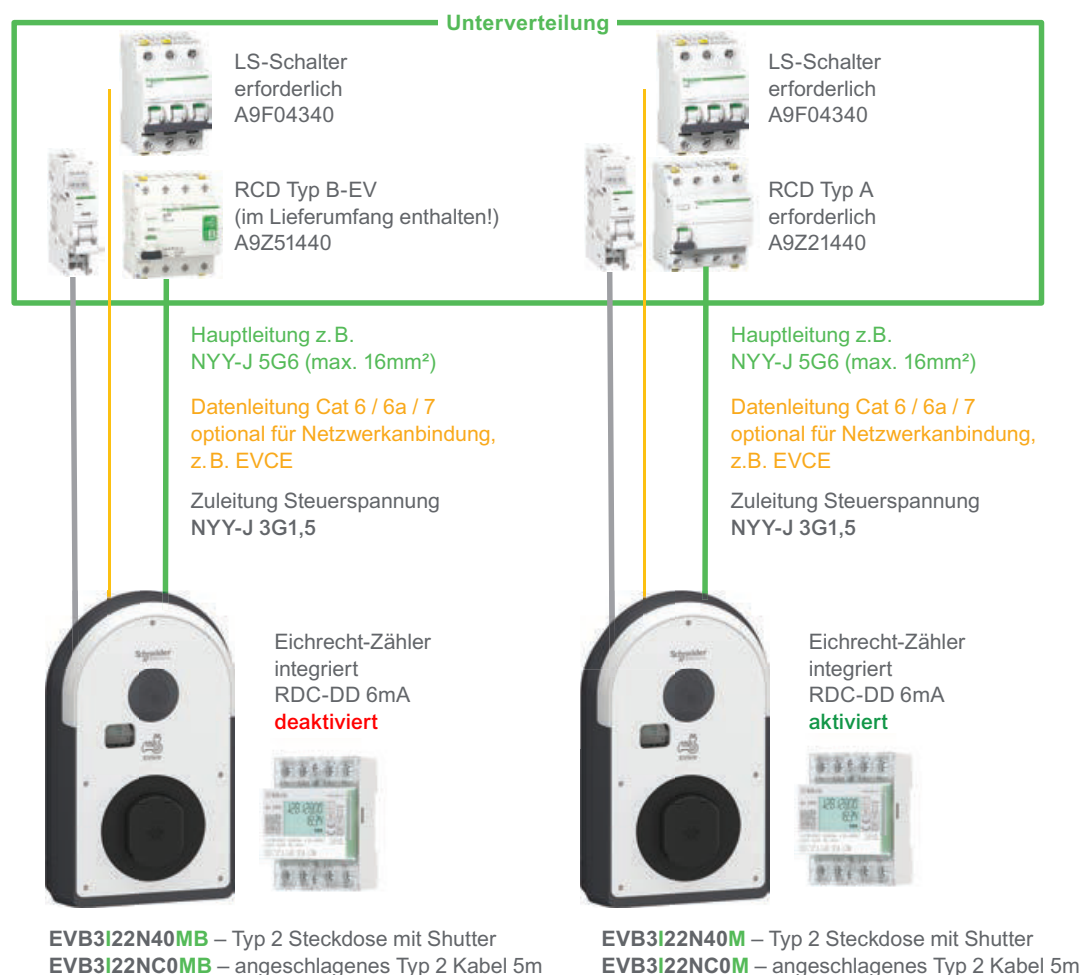 Unterverteilung
LS-Schalter
erforderlich
A9F04340
RCD Typ B-EV
(im Lieferumfang enthalten!)
A9Z51440
Hauptleitung z.B.
NYY-J 5G6 (max. 16mm²)
Datenleitung Cat 6 / 6a / 7
optional für Netzwerkanbindung,
z.B. EVCE
Zuleitung Steuerspannung
NYY-J 3G1,5
Schneider
Eichrecht-Zähler
integriert
RDC-DD 6mA
deaktiviert
EVB3I22N40MB – Typ 2 Steckdose mit Shutter
EVB3I22NC0MB – angeschlagenes Typ 2 Kabel 5m
LS-Schalter
erforderlich
A9F04340
RCD Typ A
erforderlich
A9Z21440
Hauptleitung z.B.
NYY-J 5G6 (max. 16mm²)
Datenleitung Cat 6 / 6a / 7
optional für Netzwerkanbindung,
z.B. EVCE
Zuleitung Steuerspannung
NYY-J 3G1,5
Schneider
Eichrecht-Zähler
integriert
RDC-DD 6mA
aktiviert
EVB3I22N40M – Typ 2 Steckdose mit Shutter
EVB3I22NC0M – angeschlagenes Typ 2 Kabel 5m